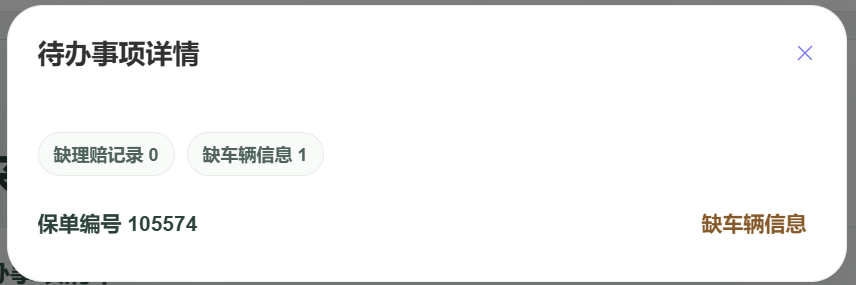 待办事项详情
缺理赔记录 0
缺车辆信息 1
保单编号 105574
缺车辆信息